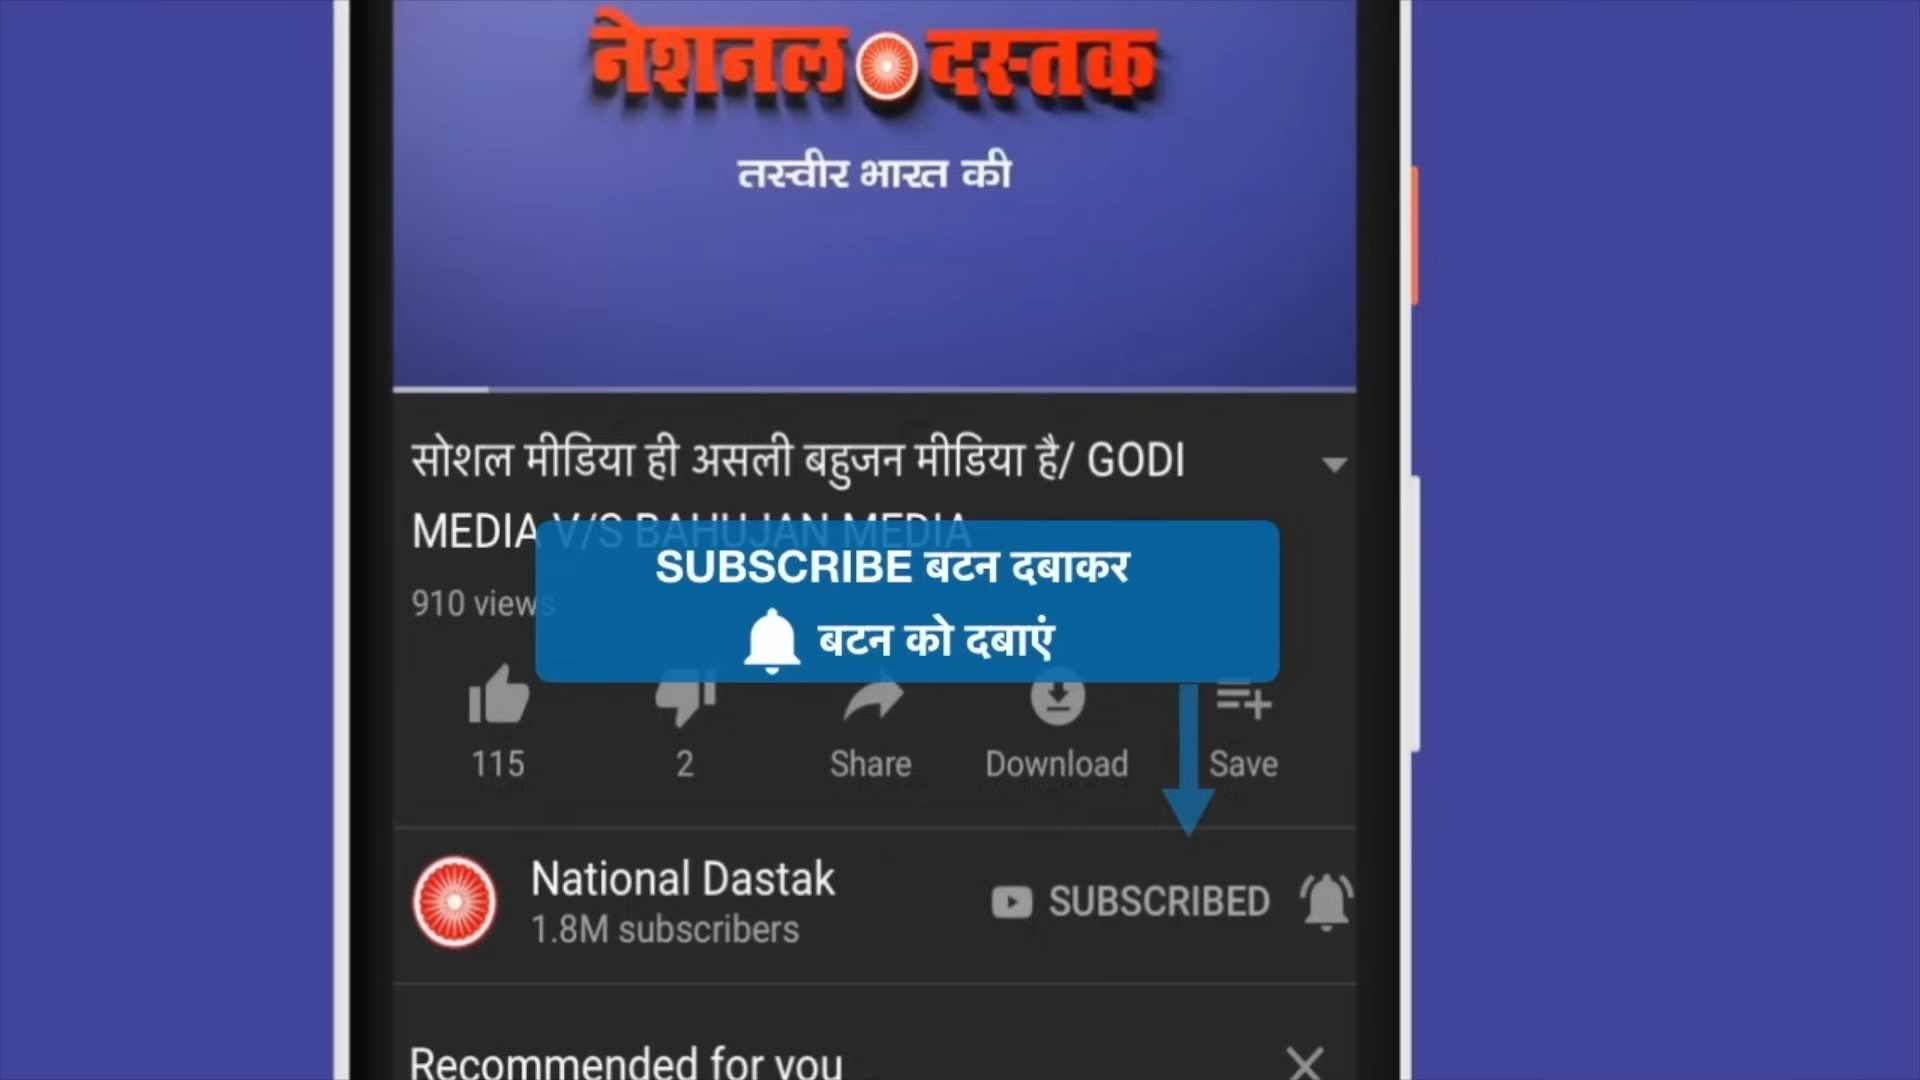 नेशनल दस्तक
तस्वीर भारत की
सोशल मीडिया ही असली बहुजन मीडिया है/ GODI
MEDIA V/S BAHUJAN MEDIA
910 views
SUBSCRIBE बटन दबाकर
बटन को दबाएं
115
2
Share
Download
Save
National Dastak
1.8M subscribers
SUBSCRIBED
Recommended for you